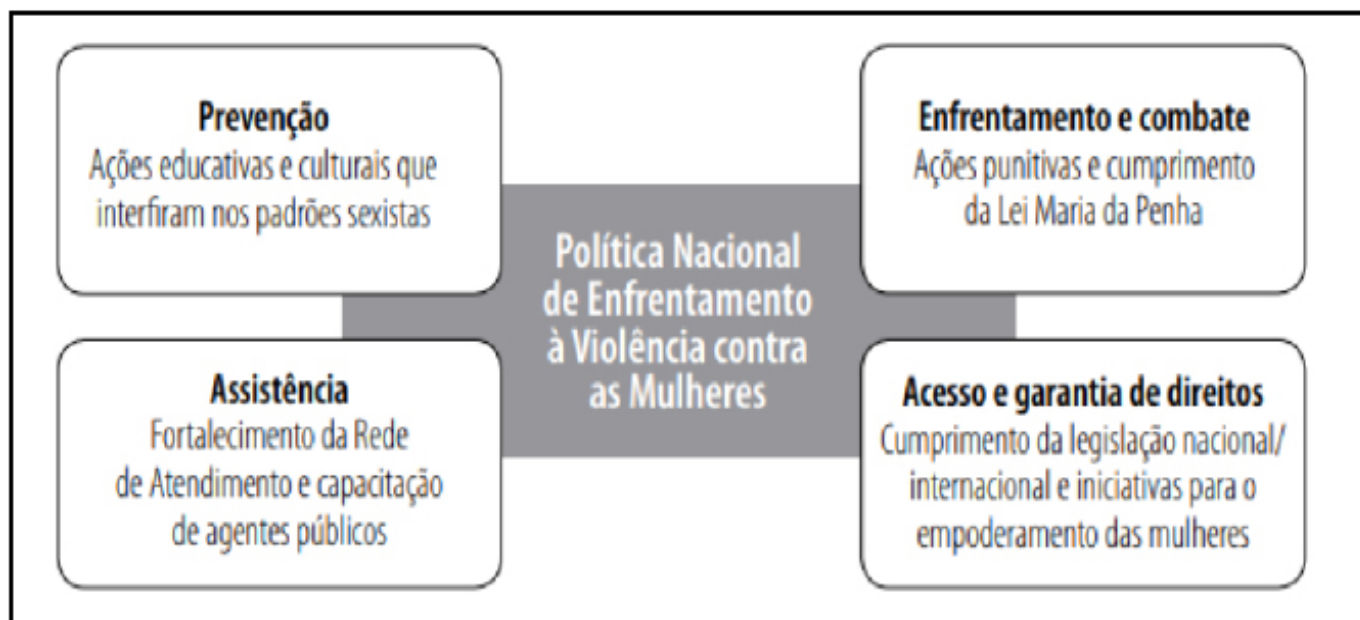 Prevenção
Ações educativas e culturais que
interfiram nos padrões sexistas
Enfrentamento e combate
Ações punitivas e cumprimento
da Lei Maria da Penha
Política Nacional
de Enfrentamento
à Violência contra
as Mulheres
Assistência
Fortalecimento da Rede
de Atendimento e capacitação
de agentes públicos
Acesso e garantia de direitos
Cumprimento da legislação nacional/
internacional e iniciativas para o
empoderamento das mulheres